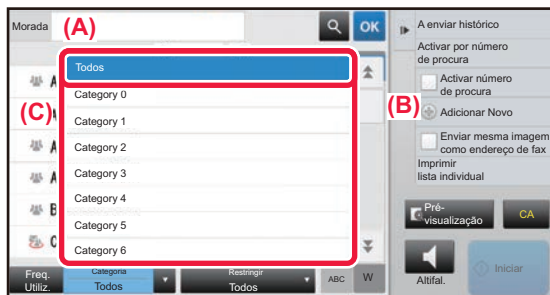 Morada
(A)
OK
Todos
Category 0
Category 1
Category 2
Category 3
Category 4
Category 5
Category 6
(C)
A
A
A
B
C
(B)
Freq.
Utiliz.
Categoria
Todos
Restringir
Todos
ABC
W
A enviar histórico
Activar por número
de procura
Activar número
de procura
Adicionar Novo
Enviar mesma imagem
como endereço de fax
Imprimir
lista individual
Pré-
visualização
CA
Altifal.
Iniciar